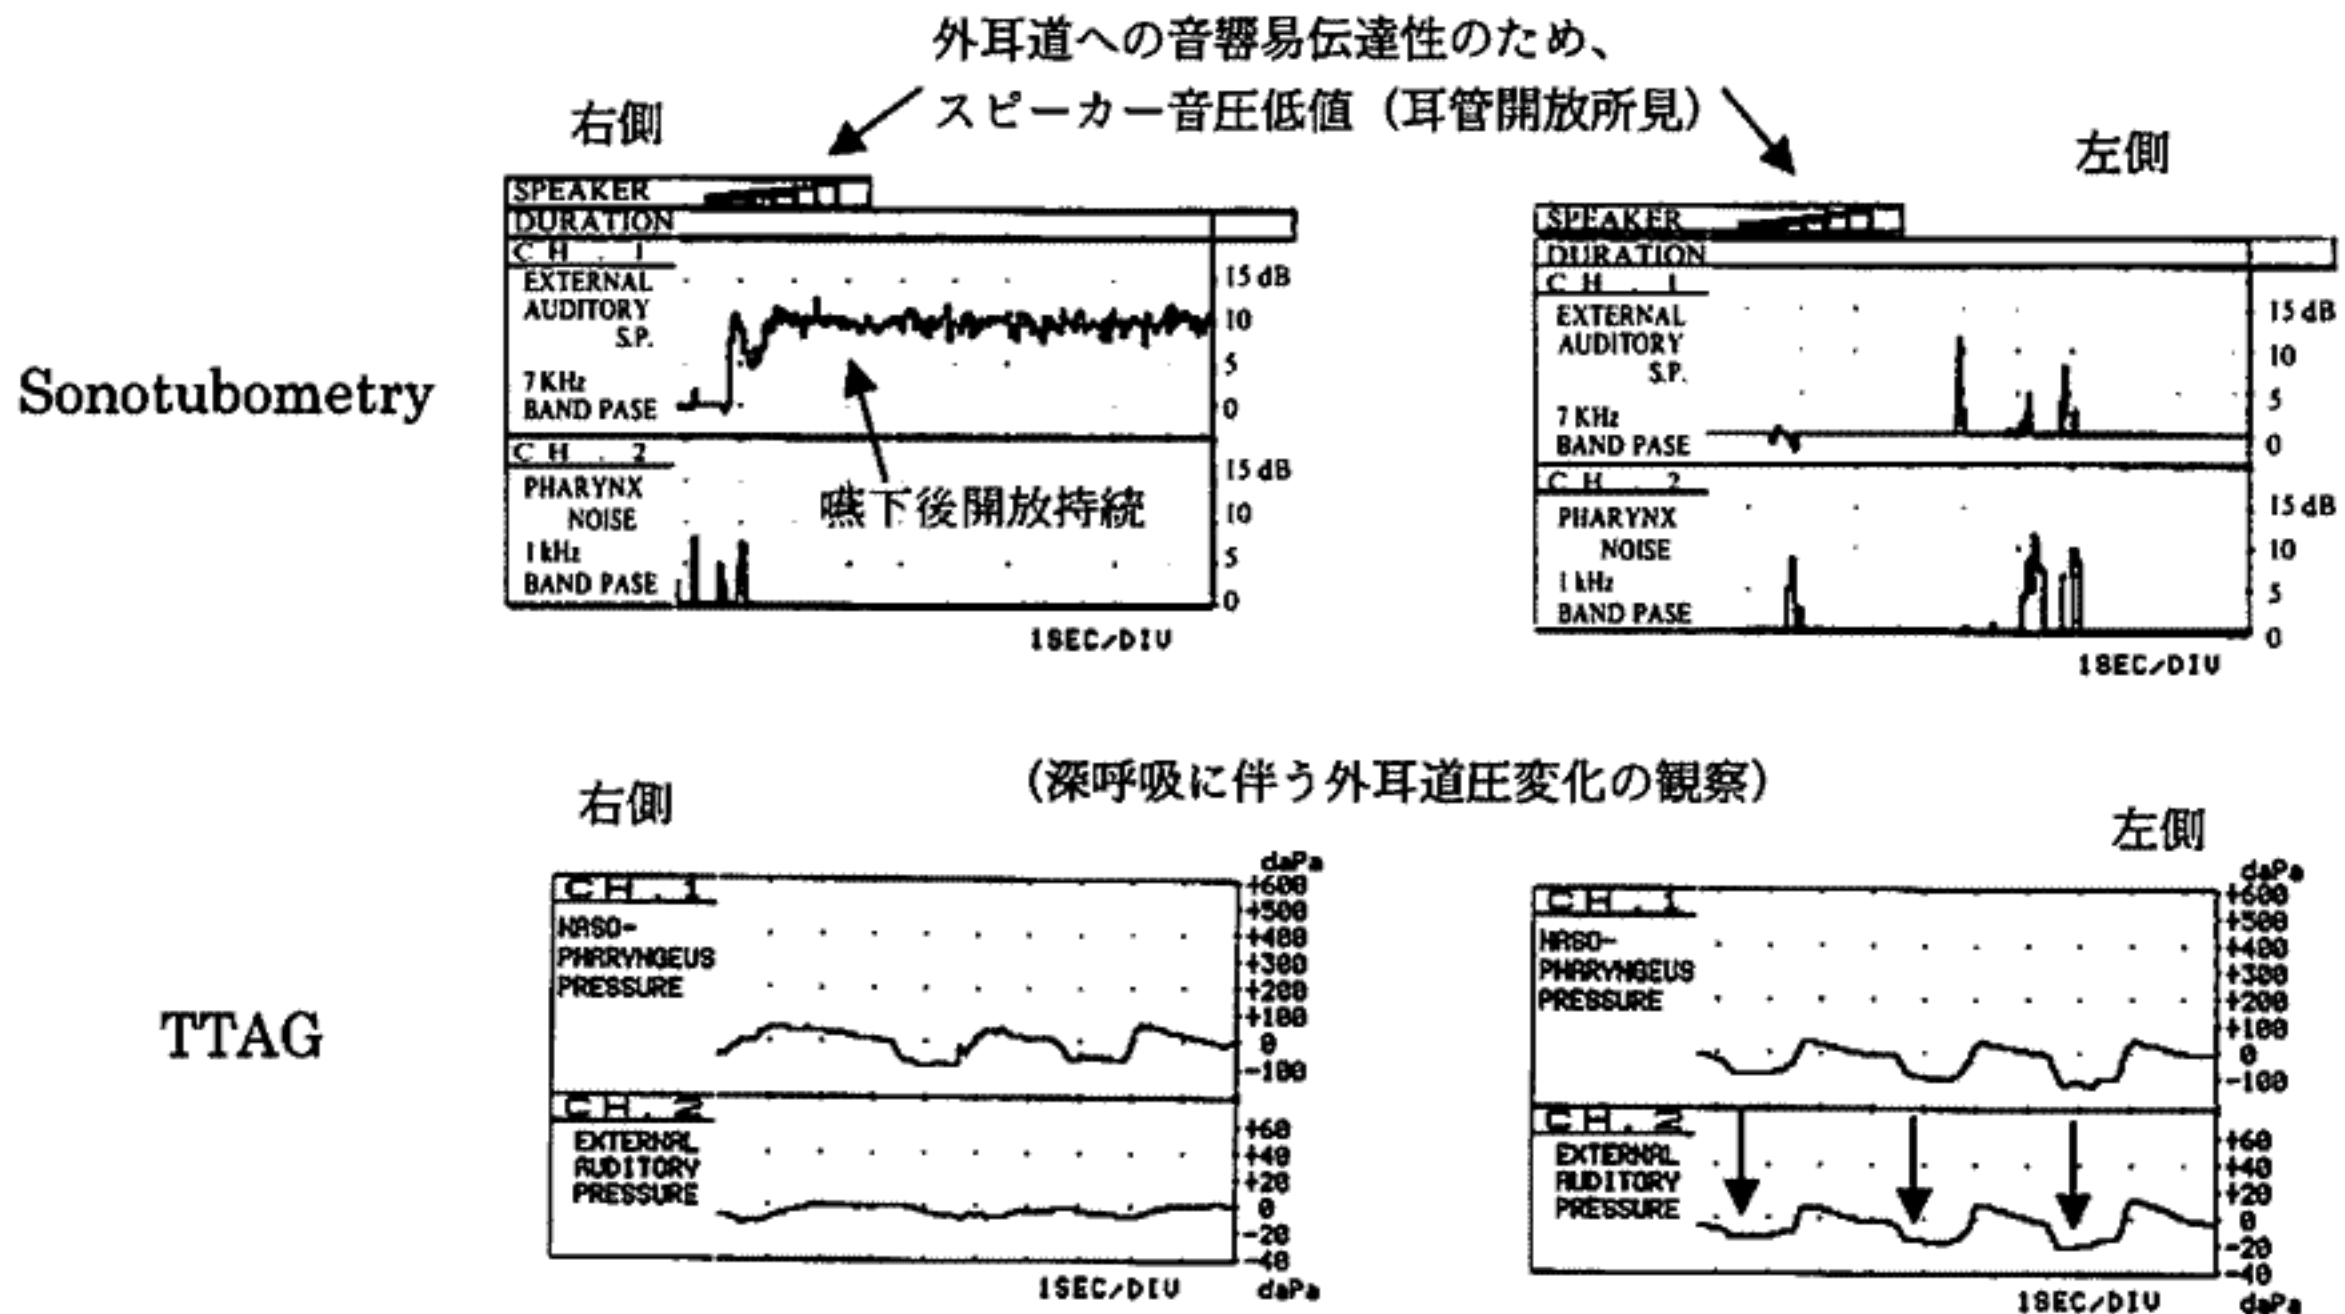 外耳道への音響易伝達性のため、
スピーカー音圧低値（耳管開放所見）
右側
左側
Sonotubometry
SPEAKER
DURATION
CH. 1
EXTERNAL
AUDITORY
S.P.
7 KHz
BAND PASE
15 dB
10
5
0
嚥下後開放持続
CH. 2
PHARYNX
NOISE
1 kHz
BAND PASE
15 dB
10
5
0
1SEC/DIV
SPEAKER
DURATION
CH. 1
EXTERNAL
AUDITORY
S.P.
7 KHz
BAND PASE
15 dB
10
5
0
CH. 2
PHARYNX
NOISE
1 kHz
BAND PASE
15 dB
10
5
0
1SEC/DIV
（深呼吸に伴う外耳道圧変化の観察）
右側
左側
TTAG
daPa
CH.1
NASO-
PHARYNGEUS
PRESSURE
+600
+500
+400
+300
+200
+100
0
-100
CH.2
EXTERNAL
AUDITORY
PRESSURE
+60
+40
+20
0
-20
-40
1SEC/DIV daPa
daPa
CH.1
NASO-
PHARYNGEUS
PRESSURE
+600
+500
+400
+300
+200
+100
0
-100
CH.2
EXTERNAL
AUDITORY
PRESSURE
+60
+40
+20
0
-20
-40
1SEC/DIV daPa